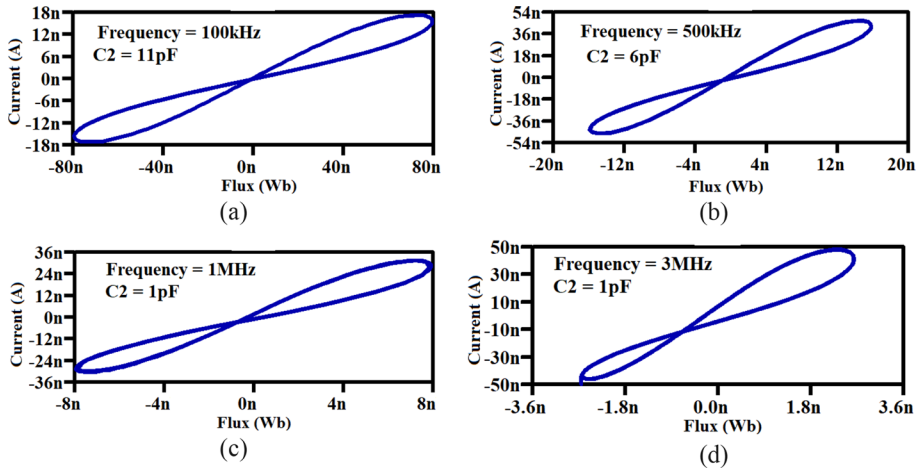 18n
12n
6n
0n
-6n
-12n
-18n
Current (A)
Frequency = 100kHz
C2 = 11pF
-80n -40n 0n 40n 80n
Flux (Wb)
(a)
54n
36n
18n
0n
-18n
-36n
-54n
Current (A)
Frequency = 500kHz
C2 = 6pF
-20n -12n -4n 4n 12n 20n
Flux (Wb)
(b)
36n
24n
12n
0n
-12n
-24n
-36n
Current (A)
Frequency = 1MHz
C2 = 1pF
-8n -4n 0n 4n 8n
Flux (Wb)
(c)
50n
30n
10n
-10n
-30n
-50n
Current (A)
Frequency = 3MHz
C2 = 1pF
-3.6n -1.8n 0.0n 1.8n 3.6n
Flux (Wb)
(d)